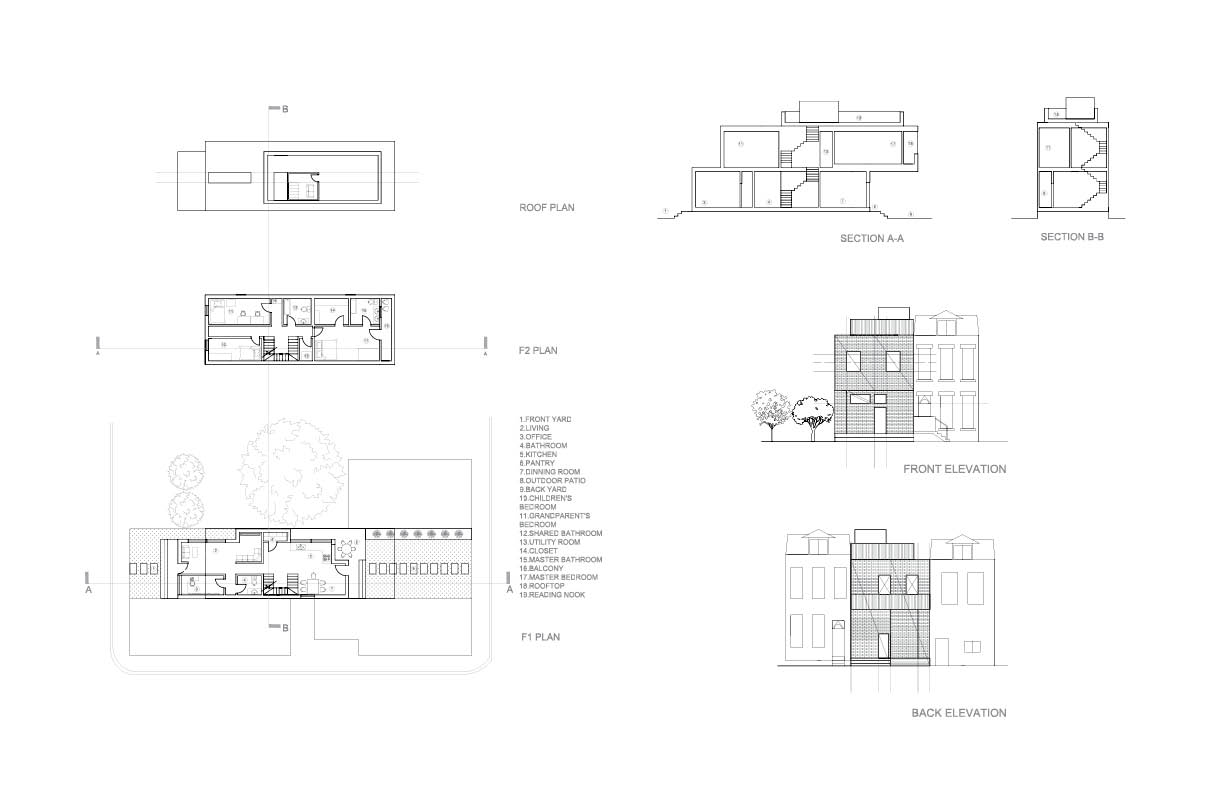 B
ROOF PLAN
A
A
F2 PLAN
1.FRONT YARD
2.LIVING
3.OFFICE
4.BATHROOM
5.KITCHEN
6.PANTRY
7.DINNING ROOM
8.OUTDOOR PATIO
9.BACK YARD
10.CHILDREN'S
BEDROOM
11.GRANDPARENT'S
BEDROOM
12.SHARED BATHROOM
13.UTILITY ROOM
14.CLOSET
15.MASTER BATHROOM
16.BALCONY
17.MASTER BEDROOM
18.ROOFTOP
19.READING NOOK
A
A
B
F1 PLAN
SECTION A-A
SECTION B-B
FRONT ELEVATION
BACK ELEVATION